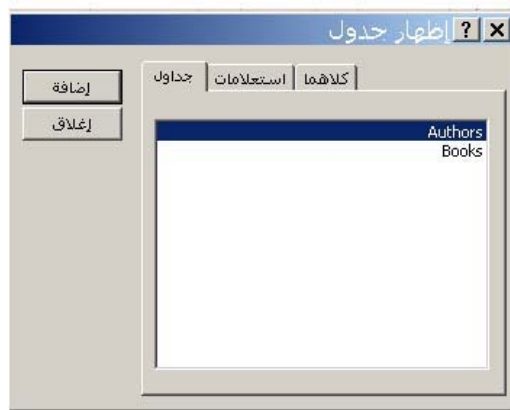 إظهار جدول
جداول
استعلامات
كلاهما
إضافة
إغلاق
Authors
Books